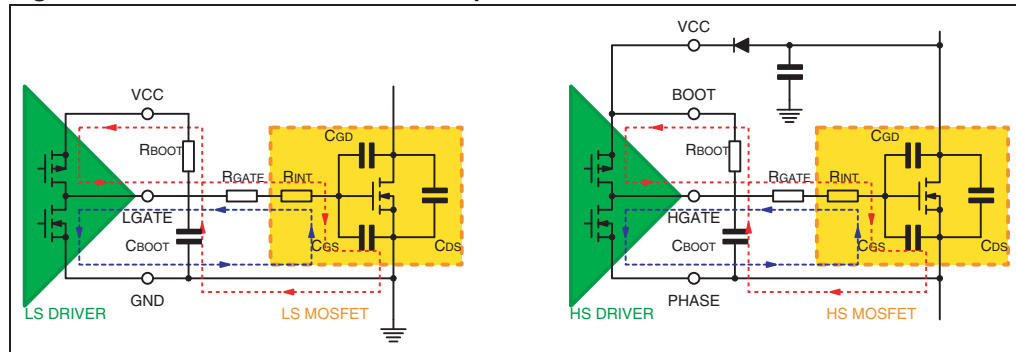 VCC
RBOOT
CGD
RGATE
RINT
LGATE
CBOOT
CGS
CDS
GND
LS DRIVER
LS MOSFET
VCC
BOOT
RBOOT
CGD
RGATE
RINT
HGATE
CBOOT
CGS
CDS
PHASE
HS DRIVER
HS MOSFET